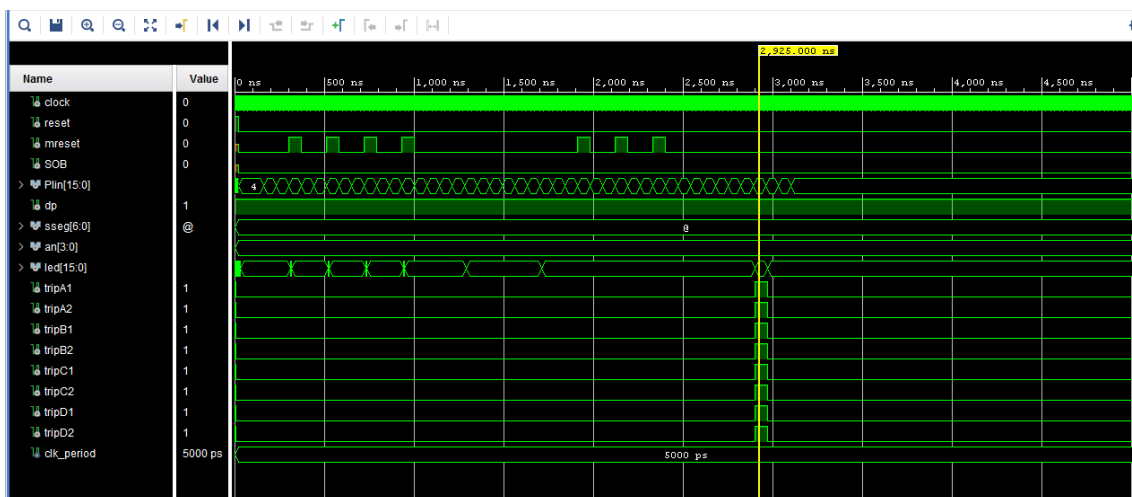 2,925.000 ns
Name Value 0 ns 500 ns 1,000 ns 1,500 ns 2,000 ns 2,500 ns 3,000 ns 3,500 ns 4,000 ns 4,500 ns
clock 0
reset 0
mreset 0
SOB 0
> PIin[15:0] 4
dp 1
> sseg[6:0] @ @
> an[3:0]
> led[15:0]
tripA1 1
tripA2 1
tripB1 1
tripB2 1
tripC1 1
tripC2 1
tripD1 1
tripD2 1
clk_period 5000 ps 5000 ps